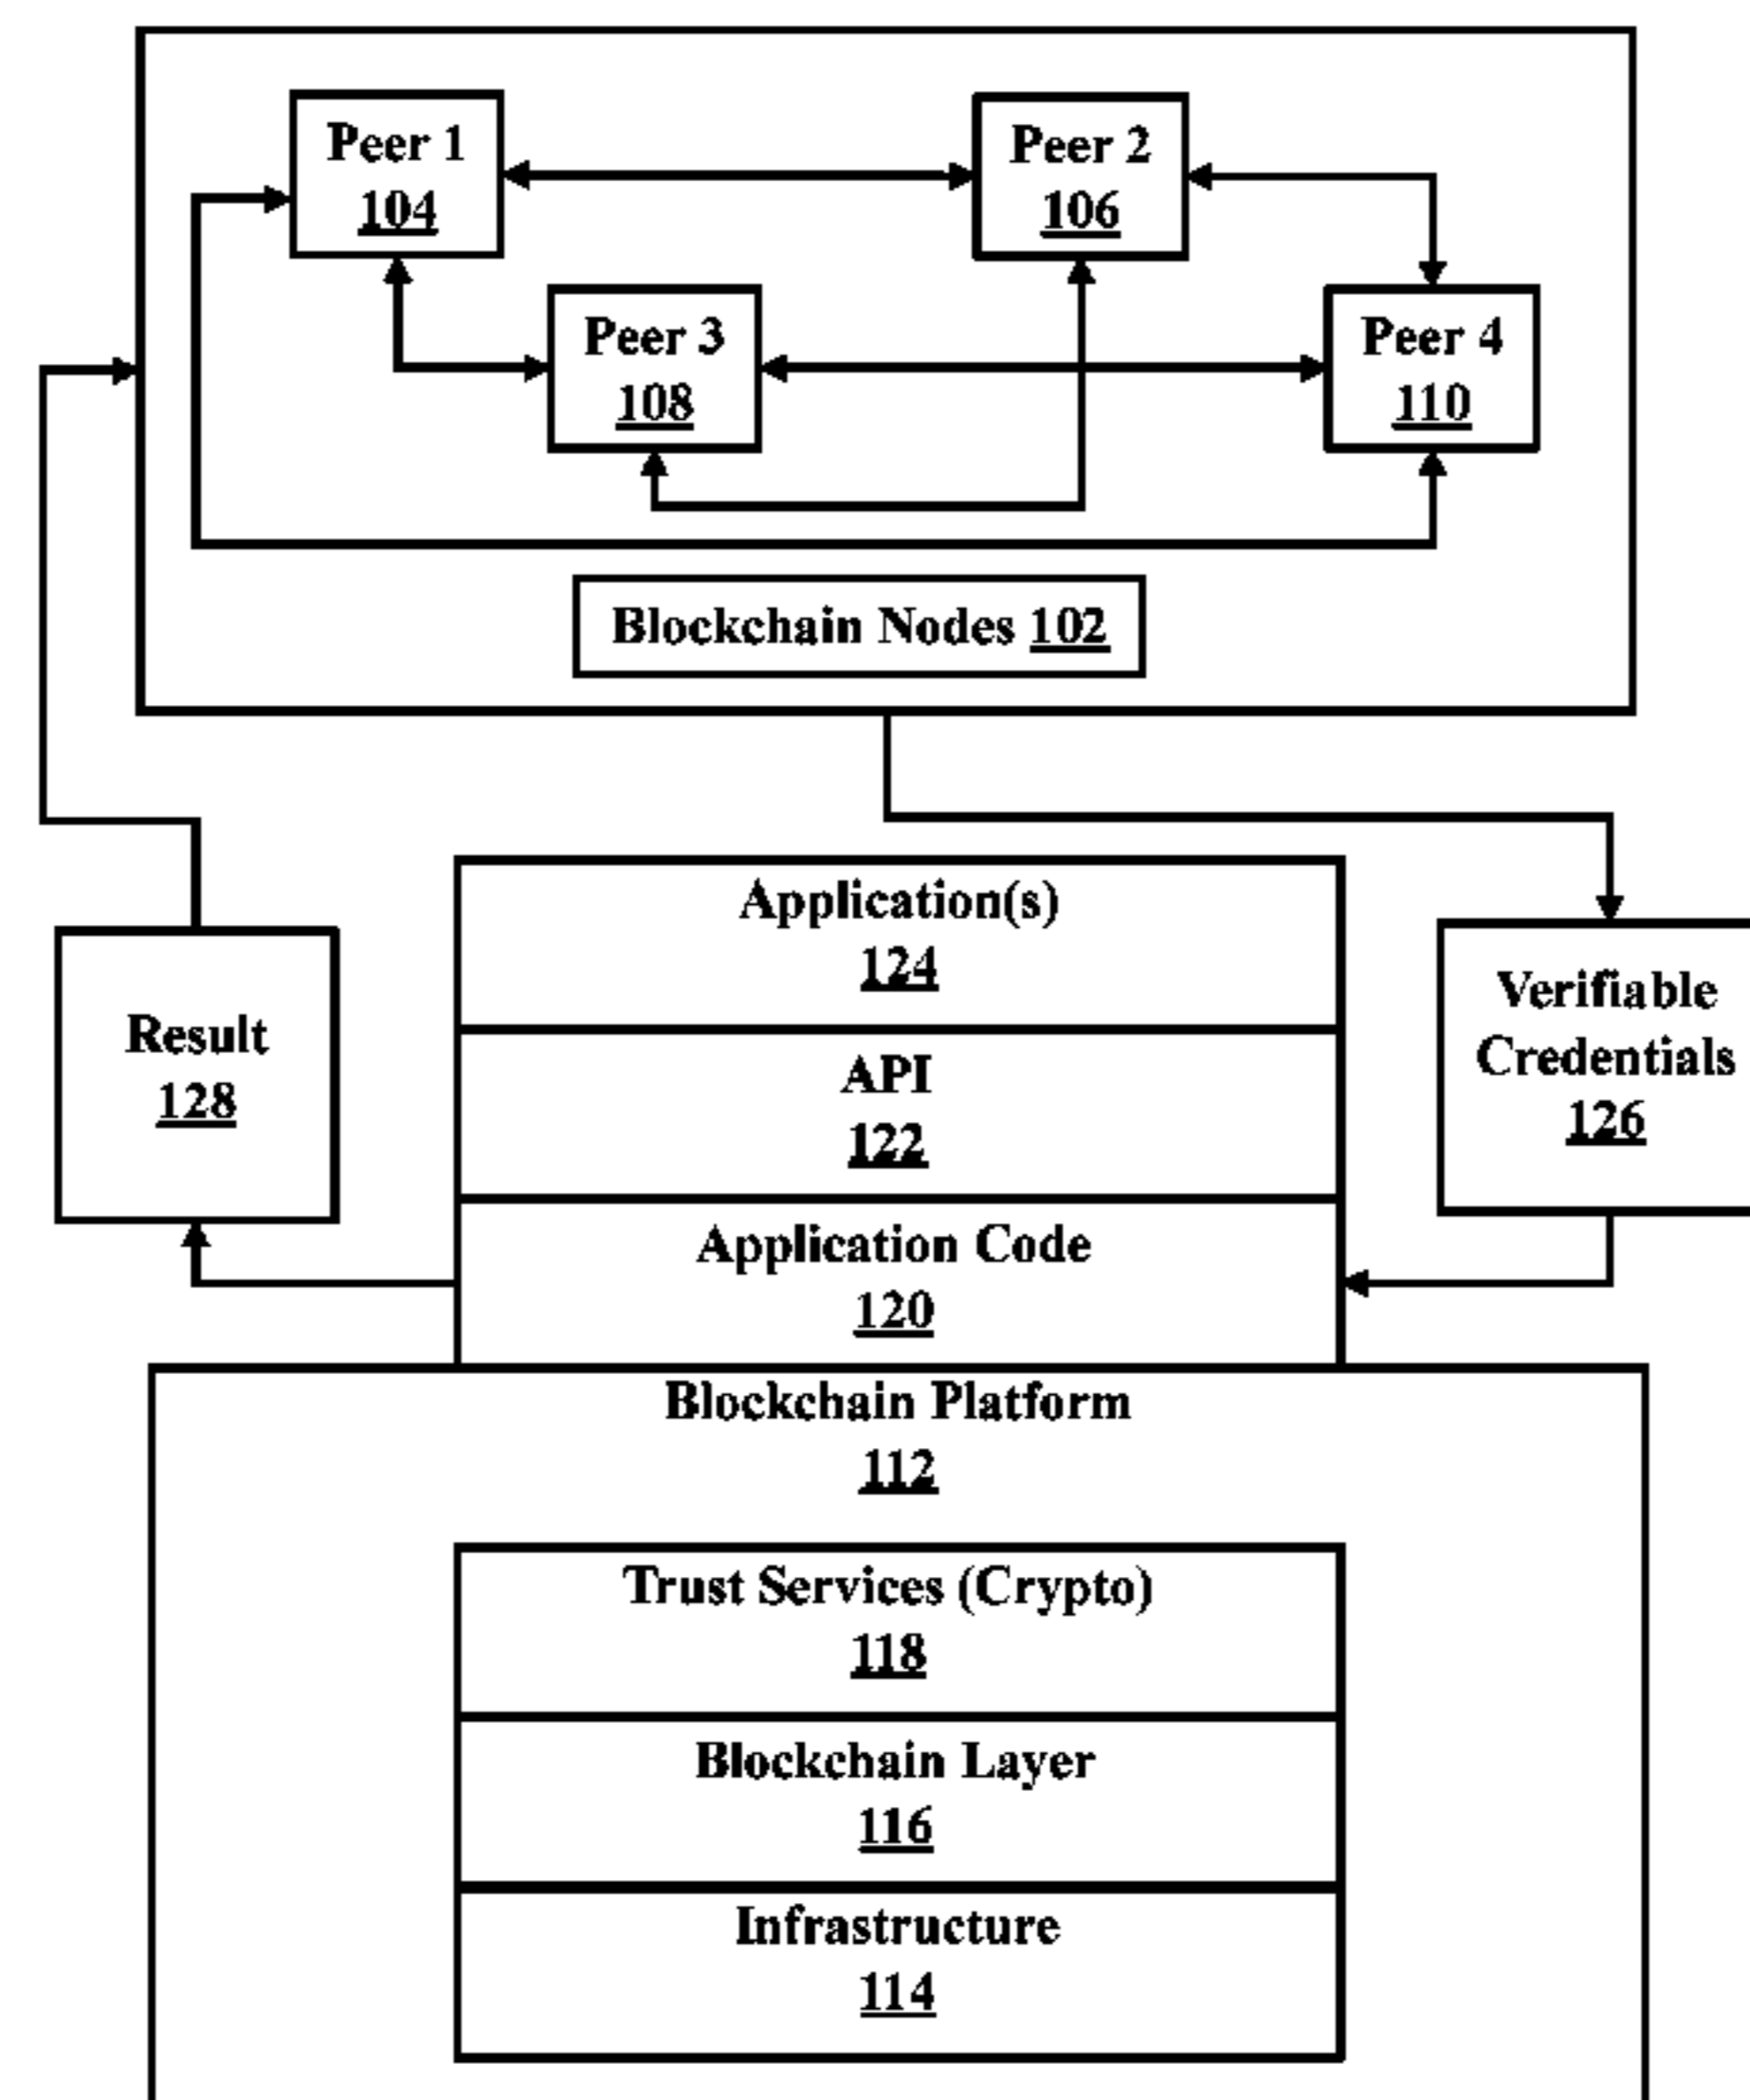 Peer 1
104
Peer 2
106
Peer 3
108
Peer 4
110
Blockchain Nodes 102
Application(s)
124
API
122
Application Code
120
Result
128
Verifiable
Credentials
126
Blockchain Platform
112
Trust Services (Crypto)
118
Blockchain Layer
116
Infrastructure
114